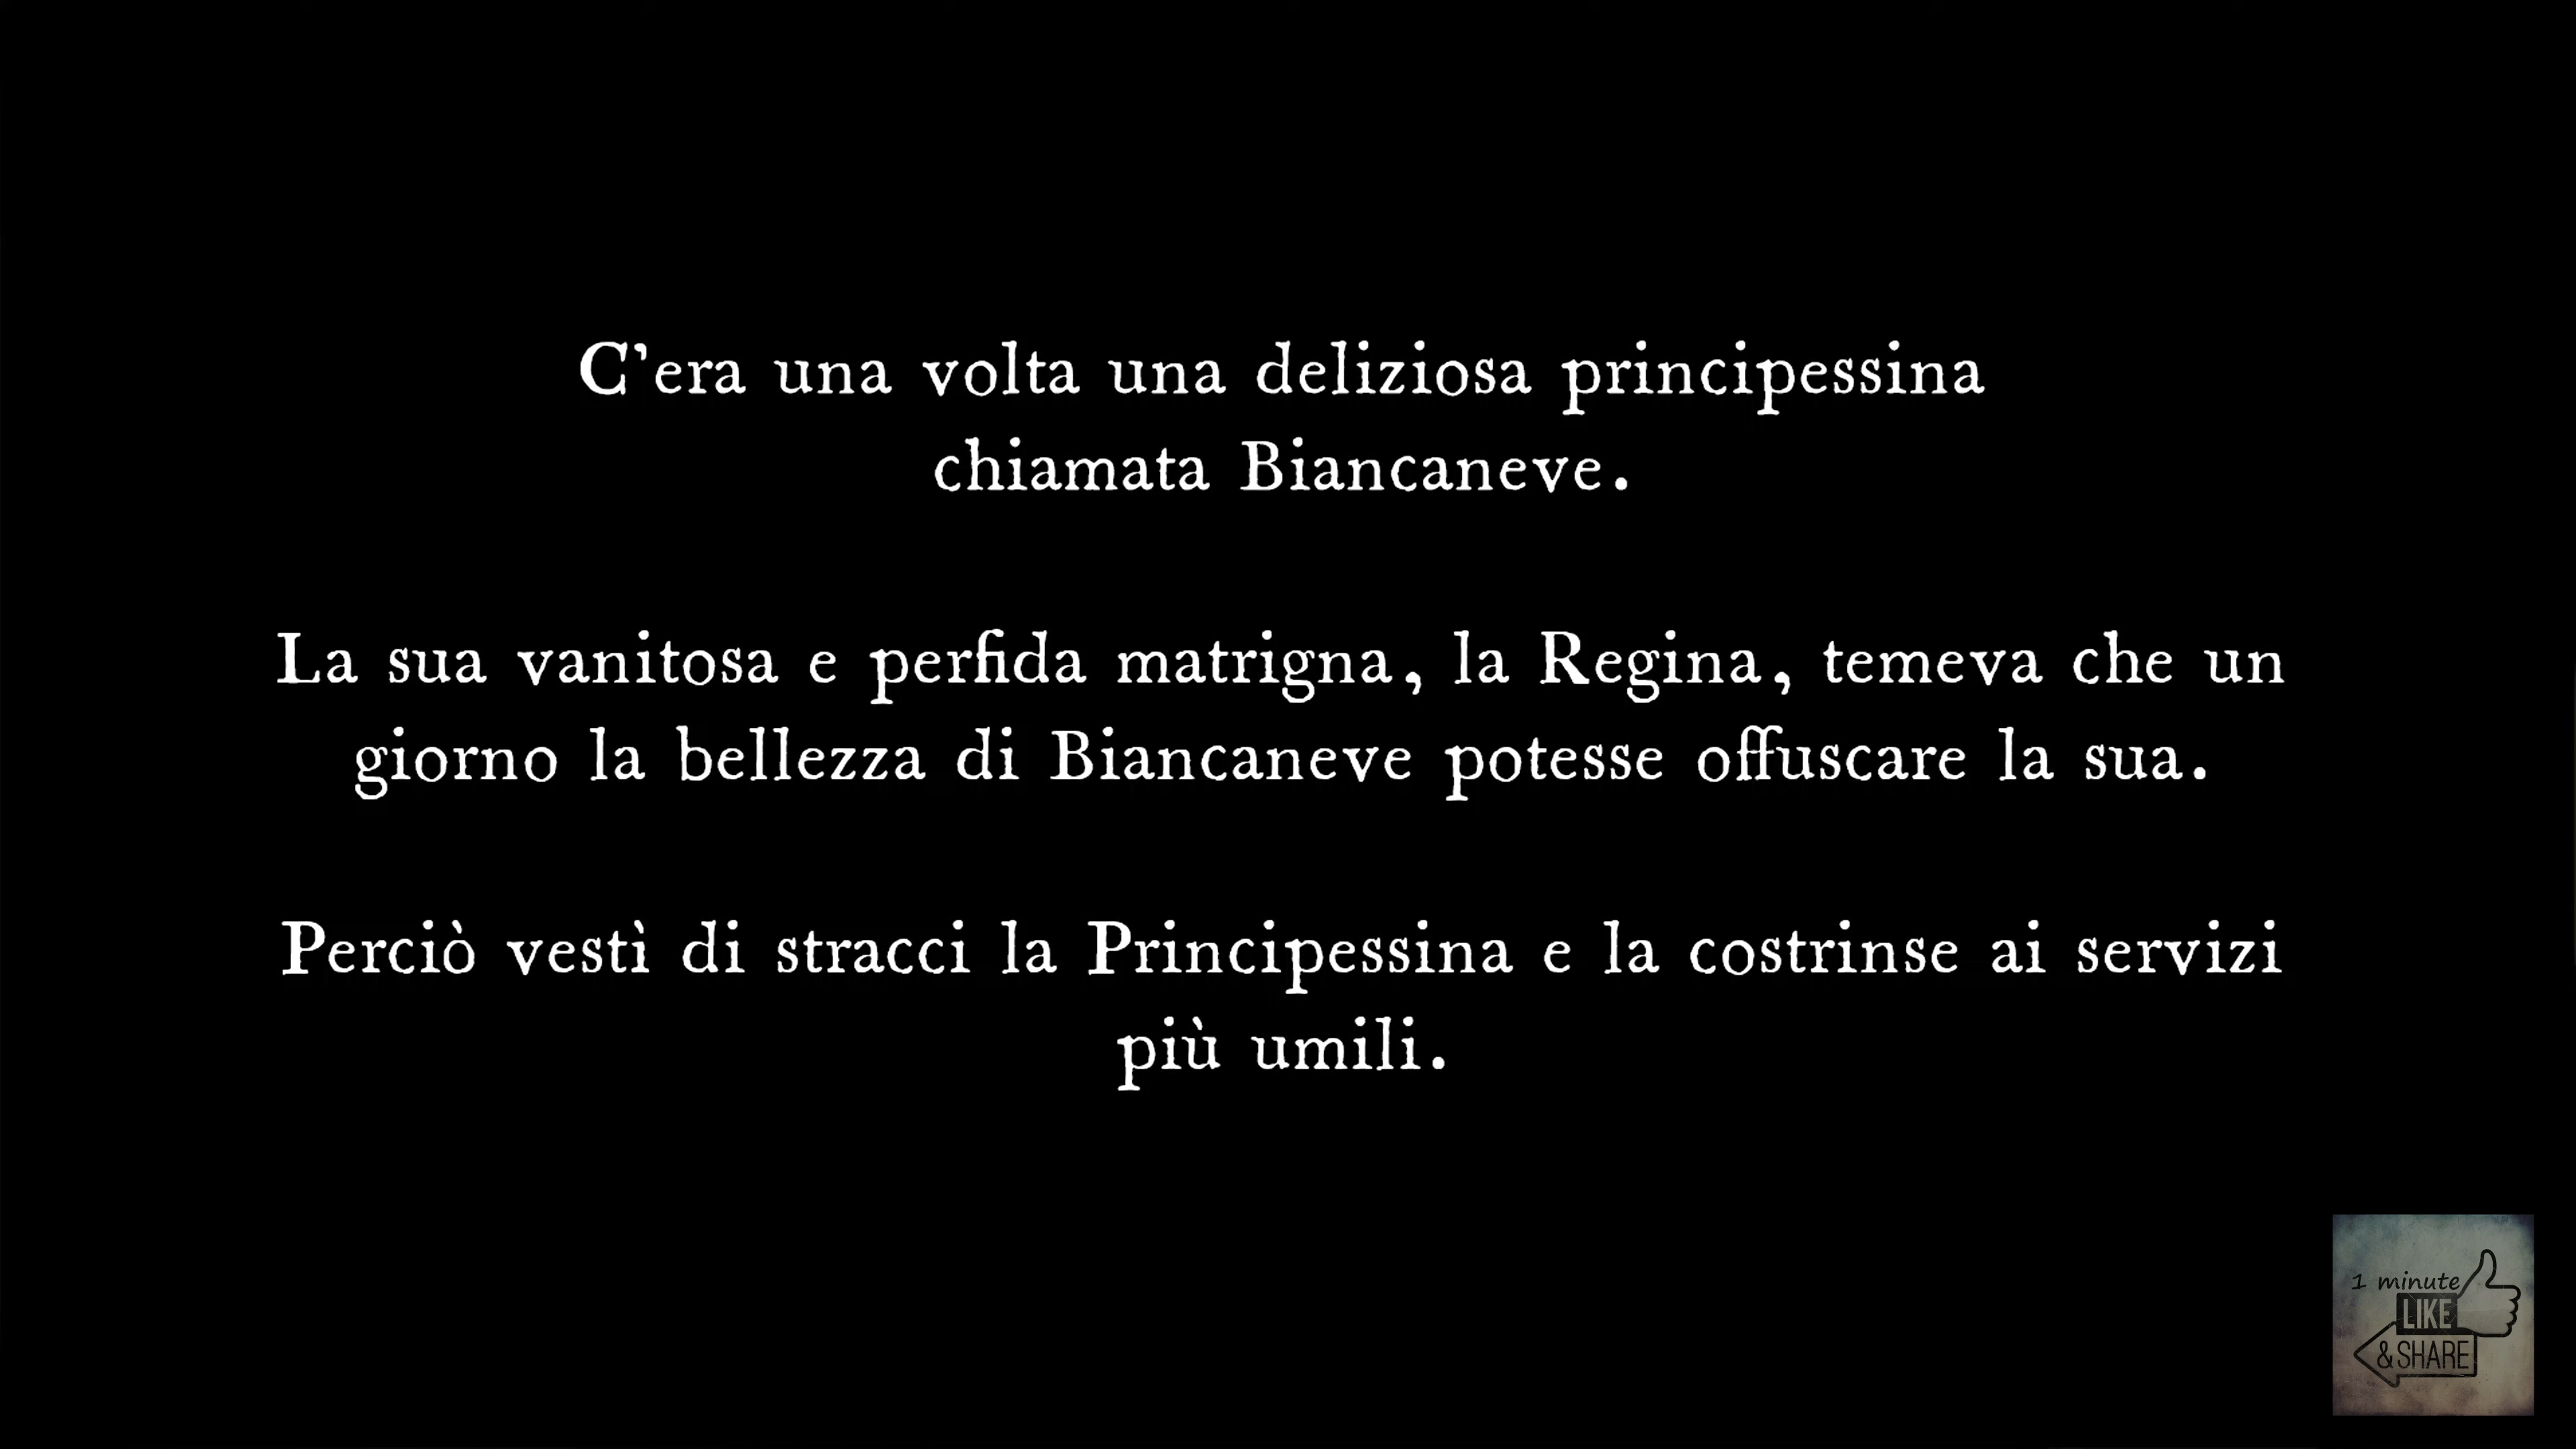 C’era una volta una deliziosa principessina
chiamata Biancaneve.
La sua vanitosa e perfida matrigna, la Regina, temeva che un
giorno la bellezza di Biancaneve potesse offuscare la sua.
Perciò vestì di stracci la Principessina e la costrinse ai servizi
più umili.
1 minute
LIKE
& SHARE